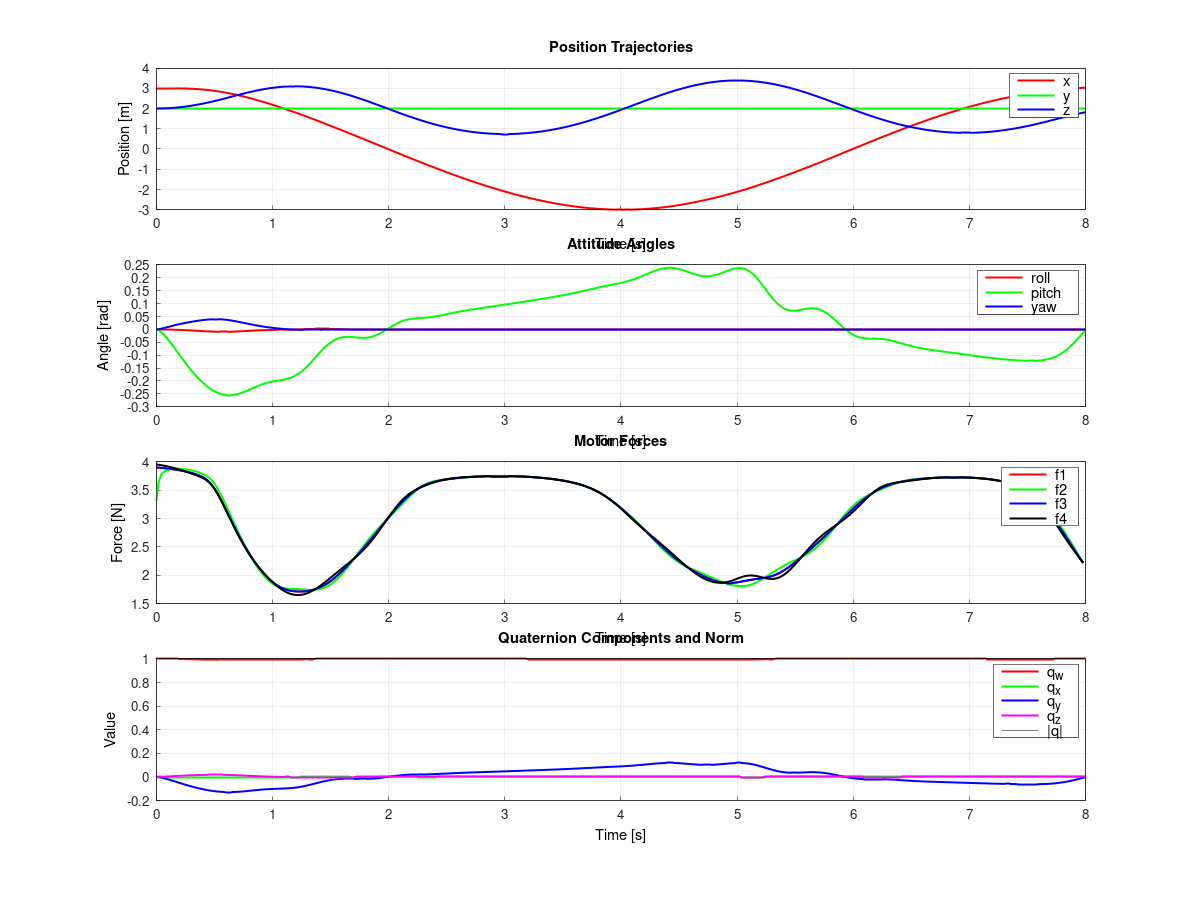 Position Trajectories
Position [m]
4
3
2
1
0
-1
-2
-3
x
y
z
0 1 2 3 4 5 6 7 8
Time [s]
Attitude Angles
Angle [rad]
0.25
0.2
0.15
0.1
0.05
0
-0.05
-0.1
-0.15
-0.2
-0.25
-0.3
roll
pitch
yaw
0 1 2 3 4 5 6 7 8
Time [s]
Motor Forces
Force [N]
4
3.5
3
2.5
2
1.5
f1
f2
f3
f4
0 1 2 3 4 5 6 7 8
Time [s]
Quaternion Components and Norm
Value
1
0.8
0.6
0.4
0.2
0
-0.2
q_w
q_x
q_y
q_z
|q|
0 1 2 3 4 5 6 7 8
Time [s]